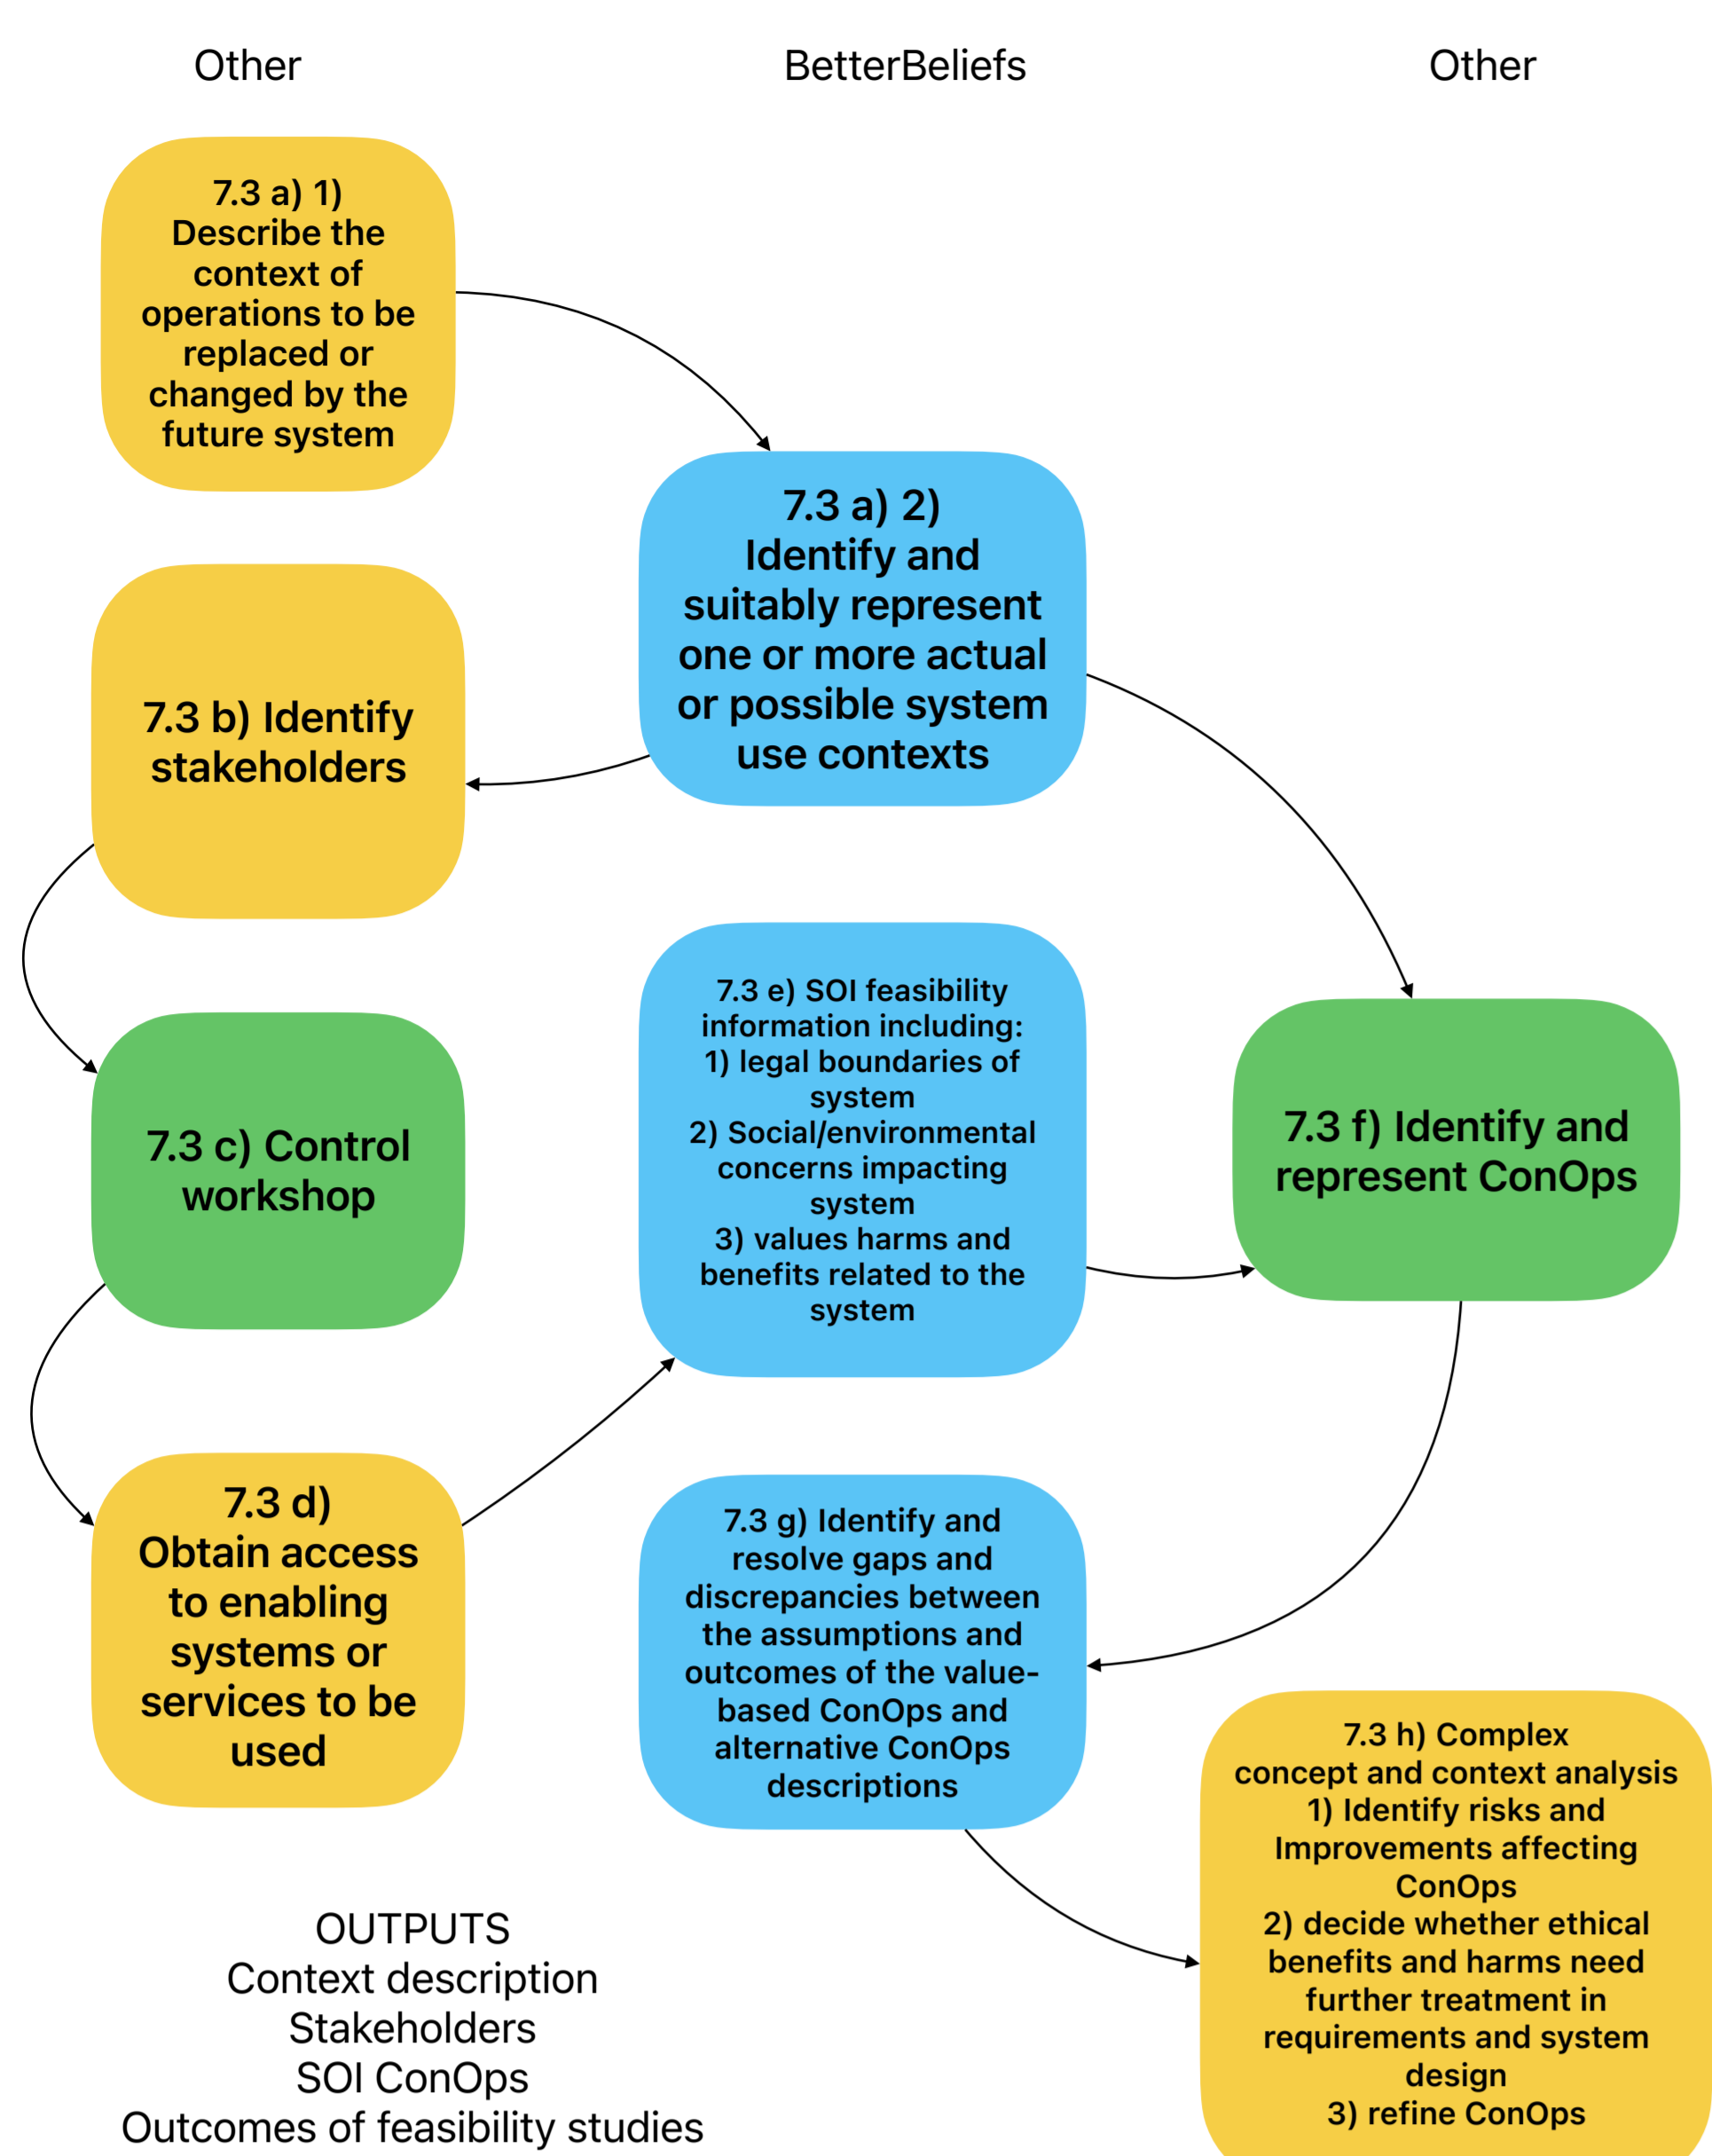 Other
BetterBeliefs
Other
7.3 a) 1)
Describe the
context of
operations to be
replaced or
changed by the
future system
7.3 a) 2)
Identify and
suitably represent
one or more actual
or possible system
use contexts
7.3 b) Identify
stakeholders
7.3 c) Control
workshop
7.3 d)
Obtain access
to enabling
systems or
services to be
used
7.3 e) SOI feasibility
information including:
1) legal boundaries of
system
2) Social/environmental
concerns impacting
system
3) values harms and
benefits related to the
system
7.3 f) Identify and
represent ConOps
7.3 g) Identify and
resolve gaps and
discrepancies between
the assumptions and
outcomes of the value-
based ConOps and
alternative ConOps
descriptions
7.3 h) Complex
concept and context analysis
1) Identify risks and
Improvements affecting
ConOps
2) decide whether ethical
benefits and harms need
further treatment in
requirements and system
design
3) refine ConOps
OUTPUTS
Context description
Stakeholders
SOI ConOps
Outcomes of feasibility studies